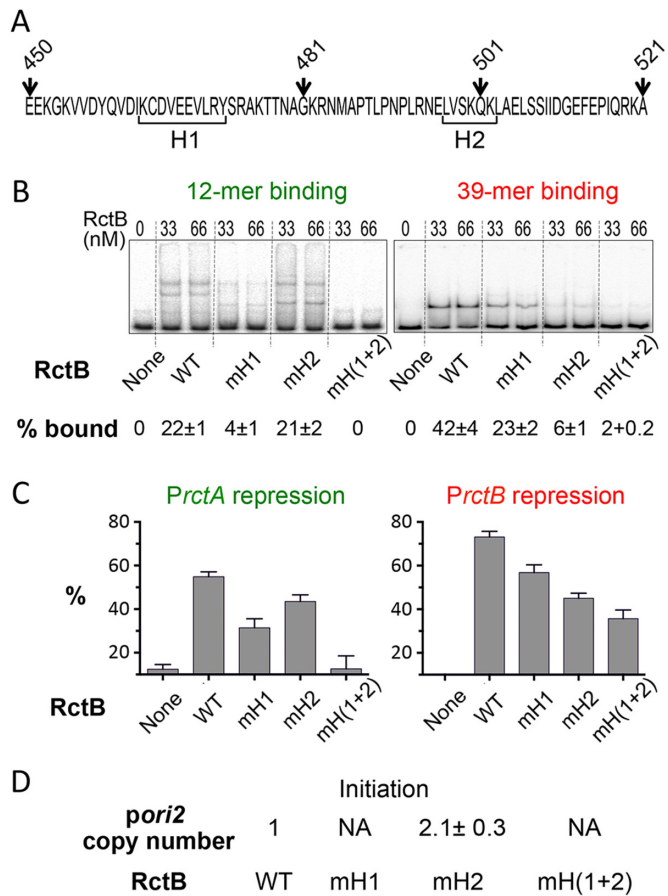 A
450 481 501 521
EEKGKVVDYQVDIKCDVEEVLRYSRAKTTNAGKRNMAPTLPNPLRNELVSKQKLAELSSIIDGEFEPIQRKA
H1 H2
B
12-mer binding 39-mer binding
RctB 0 33 66 33 66 33 66 33 66 0 33 66 33 66 33 66 33 66
(nM)
RctB None WT mH1 mH2 mH(1+2) None WT mH1 mH2 mH(1+2)
% bound 0 22±1 4±1 21±2 0 0 42±4 23±2 6±1 2+0.2
C
PrctA repression PrctB repression
80 80
60 60
% 40 40
20 20
RctB None WT mH1 mH2 mH(1+2) None WT mH1 mH2 mH(1+2)
D
Initiation
pori2
copy number 1 NA 2.1± 0.3 NA
RctB WT mH1 mH2 mH(1+2)